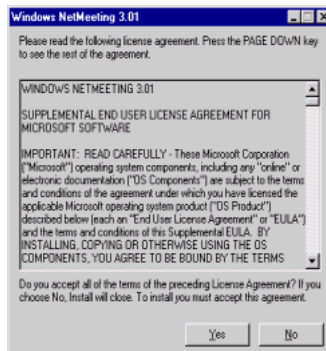 Windows NetMeeting 3.01
Please read the following license agreement. Press the PAGE DOWN key
to see the rest of the agreement.
WINDOWS NETMEETING 3.01
SUPPLEMENTAL END USER LICENSE AGREEMENT FOR
MICROSOFT SOFTWARE
IMPORTANT: READ CAREFULLY - These Microsoft Corporation
("Microsoft") operating system components, including any "online" or
electronic documentation ("OS Components") are subject to the terms
and conditions of the agreement under which you have licensed the
applicable Microsoft operating system product ("OS Product")
described below (each an "End User License Agreement" or "EULA")
and the terms and conditions of this Supplemental EULA. BY
INSTALLING, COPYING OR OTHERWISE USING THE OS
COMPONENTS, YOU AGREE TO BE BOUND BY THE TERMS
Do you accept all of the terms of the preceding License Agreement? If you
choose No, Install will close. To install you must accept this agreement.
Yes
No